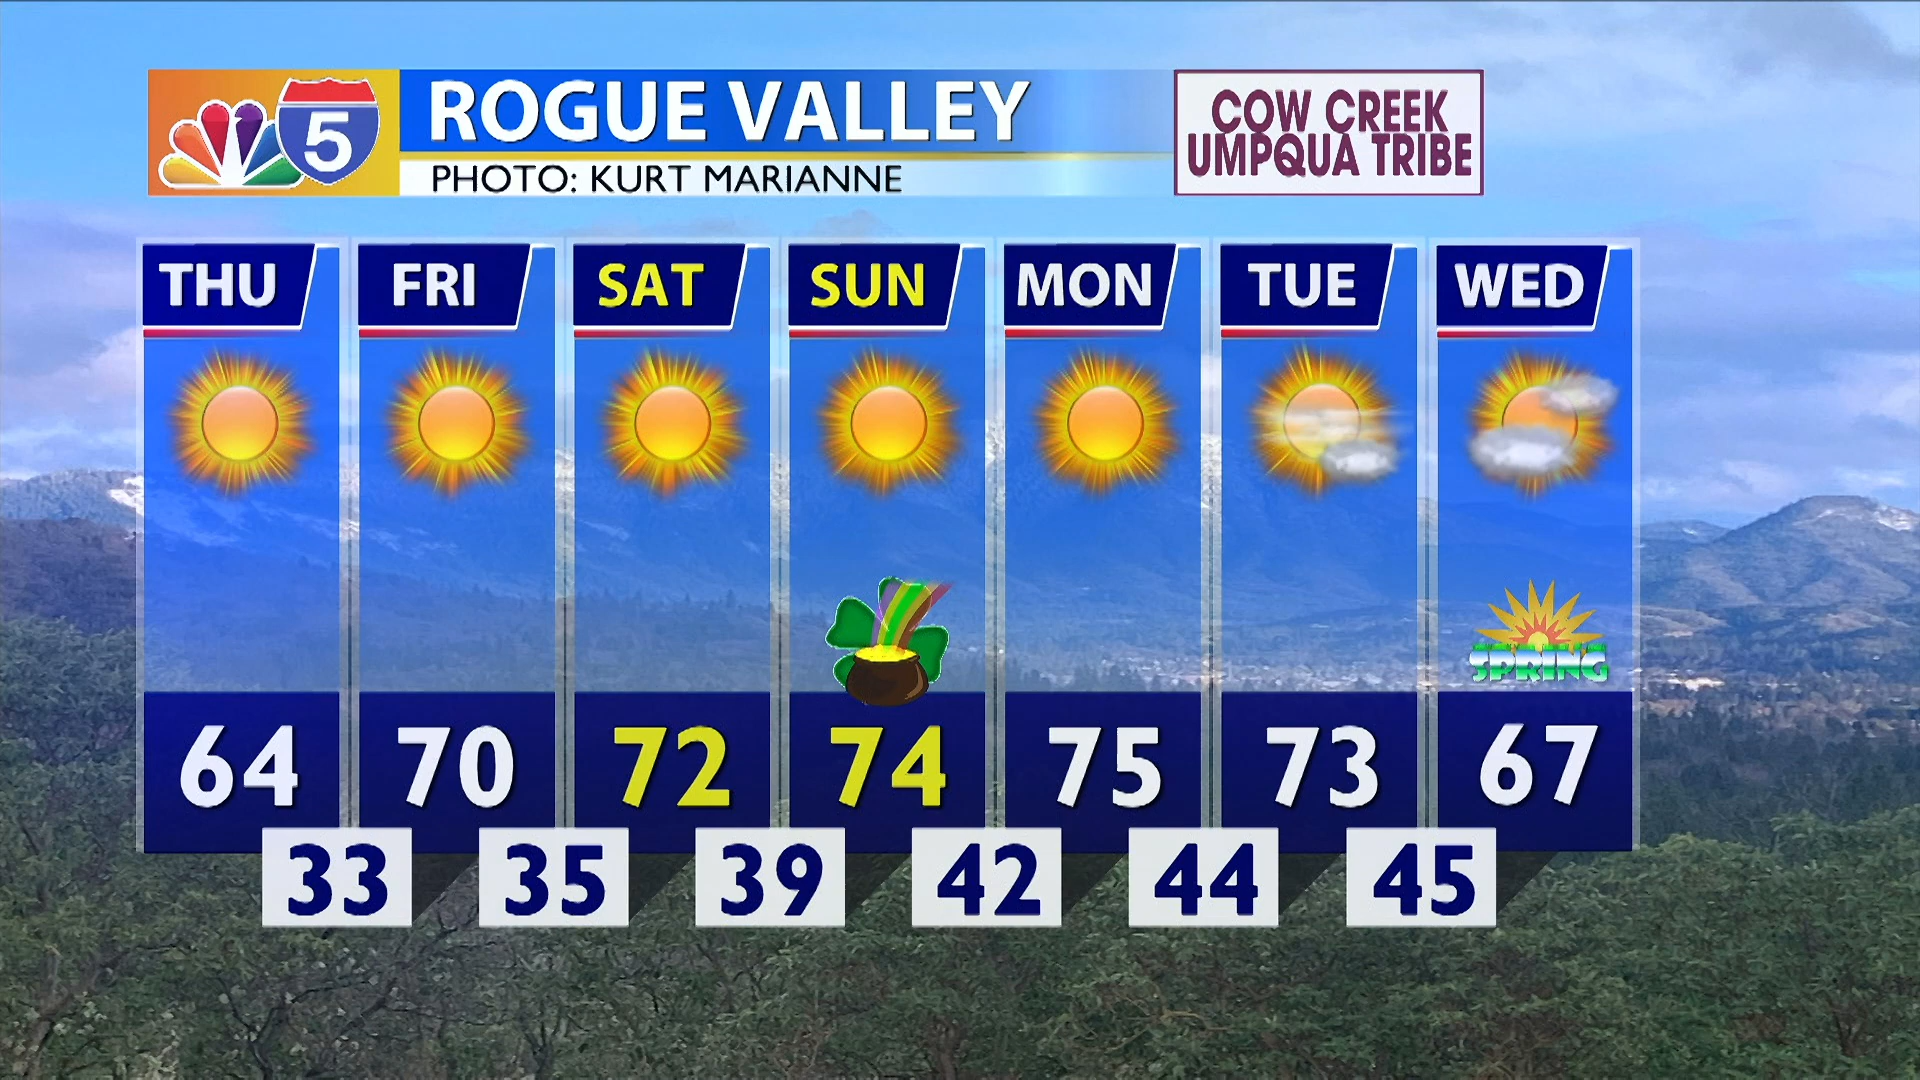 5
ROGUE VALLEY
PHOTO: KURT MARIANNE
COW CREEK
UMPQUA TRIBE
THU FRI SAT SUN MON TUE WED
SPRING
64 70 72 74 75 73 67
33 35 39 42 44 45